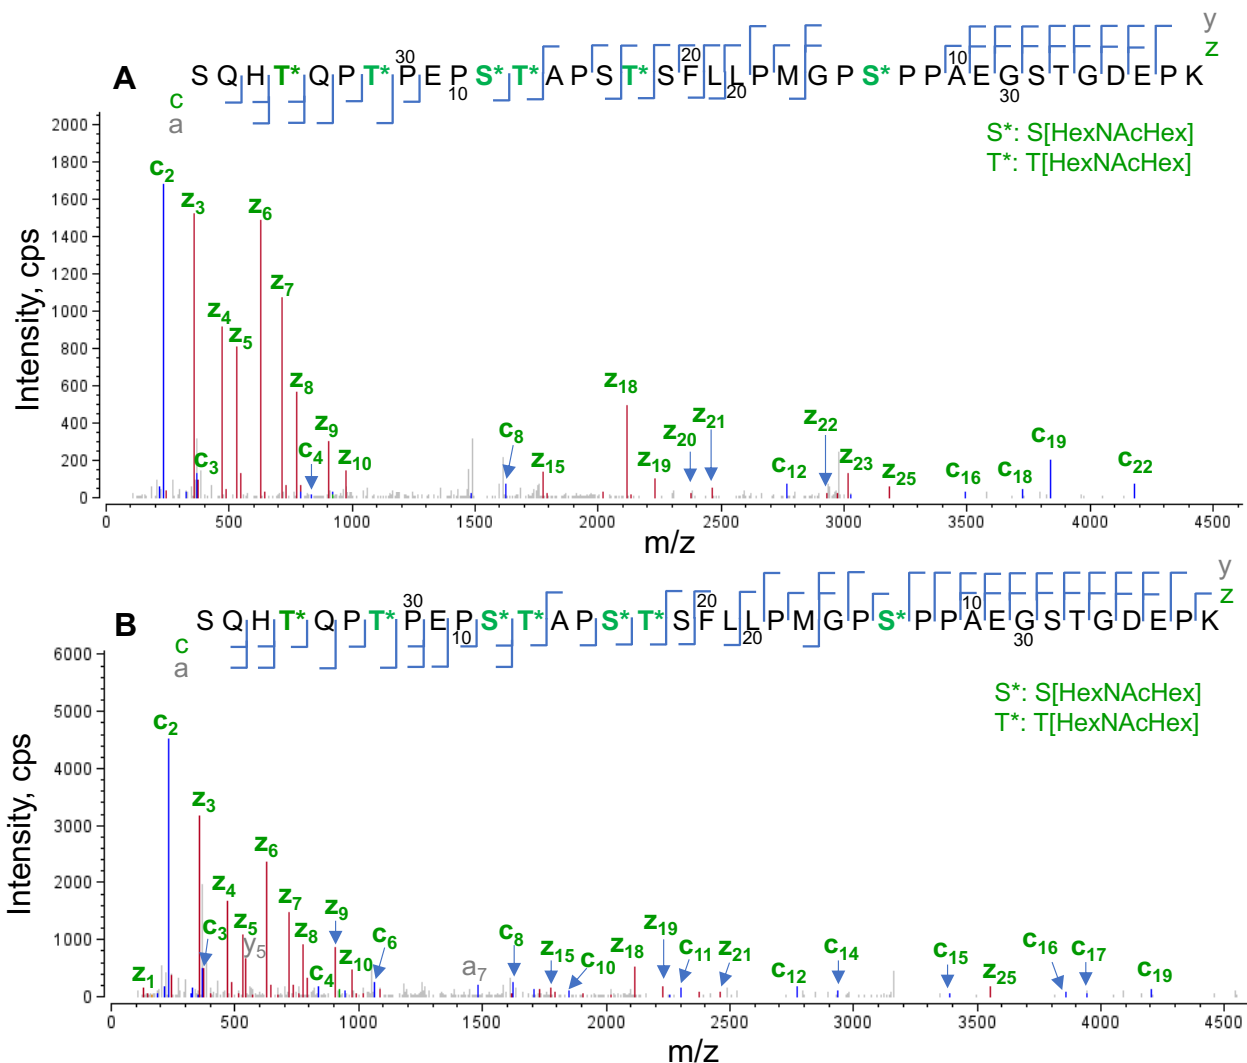 y
z
A
S Q H T* Q P T* P E P S* T* A P S T* S F L L P M G P S* P P A E G S T G D E P K
30
10
20
20
10
30
c
a
S*: S[HexNAcHex]
T*: T[HexNAcHex]
Intensity, cps
2000
1800
1600
1400
1200
1000
800
600
400
200
0
c2
z3
z6
z7
z4
z5
z8
z9
c3
c4
z10
c8
z15
z18
z19
z20
z21
c12
z22
z23
z25
c16
c18
c19
c22
0 500 1000 1500 2000 2500 3000 3500 4000 4500
m/z
y
z
B
S Q H T* Q P T* P E P S* T* A P S* T* S F L L P M G P S* P P A E G S T G D E P K
30
10
20
20
10
30
c
a
S*: S[HexNAcHex]
T*: T[HexNAcHex]
Intensity, cps
6000
5000
4000
3000
2000
1000
0
c2
z3
z6
z4
z7
z9
z5
y5
c3
z8
z10
c6
z1
c4
a7
c8
z15
c10
z18
z19
c11
z21
c12
c14
c15
z25
c16
c17
c19
0 500 1000 1500 2000 2500 3000 3500 4000 4500
m/z